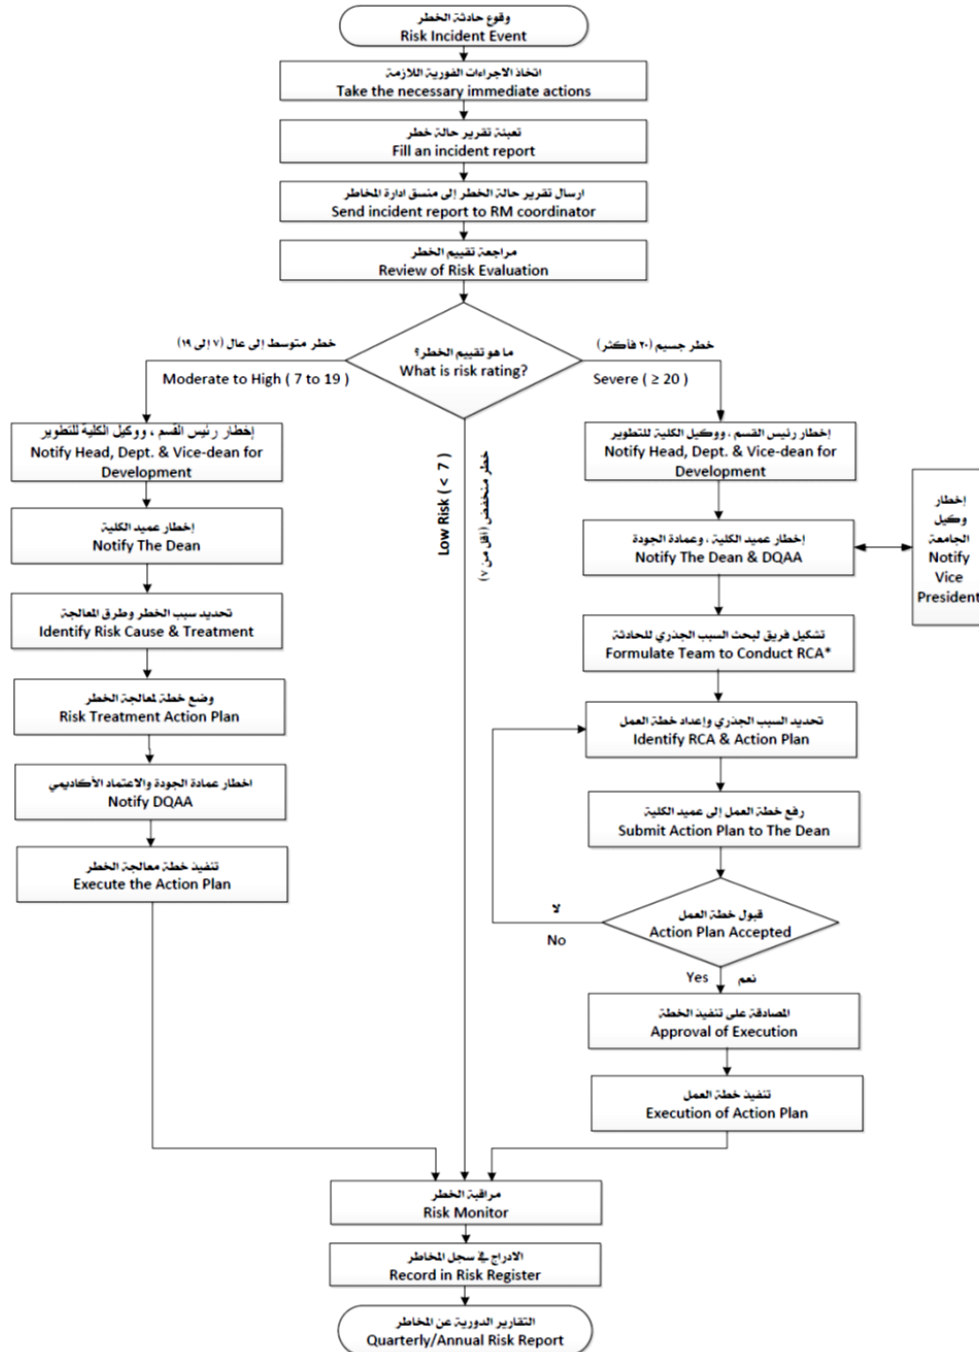 وقوع حادثة الخطر
Risk Incident Event
اتخاذ الاجراءات الفورية اللازمة
Take the necessary immediate actions
تعبئة تقرير حالة خطر
Fill an incident report
ارسال تقرير حالة الخطر إلى منسق ادارة المخاطر
Send incident report to RM coordinator
مراجعة تقييم الخطر
Review of Risk Evaluation
ما هو تقييم الخطر؟
What is risk rating?
خطر متوسط إلى عال (٧ إلى ١٩)
Moderate to High ( 7 to 19 )
خطر جسيم (٢٠ فأكثر)
Severe ( ≥ 20 )
Low Risk ( < 7 )
خطر منخفض (أقل من ٧)
إخطار رئيس القسم ، ووكيل الكلية للتطوير
Notify Head, Dept. & Vice-dean for
Development
إخطار عميد الكلية
Notify The Dean
تحديد سبب الخطر وطرق المعالجة
Identify Risk Cause & Treatment
وضع خطة لمعالجة الخطر
Risk Treatment Action Plan
اخطار عمادة الجودة والاعتماد الأكاديمي
Notify DQAA
تنفيذ خطة معالجة الخطر
Execute the Action Plan
إخطار رئيس القسم ، ووكيل الكلية للتطوير
Notify Head, Dept. & Vice-dean for
Development
إخطار عميد الكلية ، وعمادة الجودة
Notify The Dean & DQAA
إخطار
وكيل
الجامعة
Notify
Vice
President
تشكيل فريق لبحث السبب الجذري للحادثة
Formulate Team to Conduct RCA*
تحديد السبب الجذري وإعداد خطة العمل
Identify RCA & Action Plan
رفع خطة العمل إلى عميد الكلية
Submit Action Plan to The Dean
قبول خطة العمل
Action Plan Accepted
لا
No
Yes نعم
المصادقة على تنفيذ الخطة
Approval of Execution
تنفيذ خطة العمل
Execution of Action Plan
مراقبة الخطر
Risk Monitor
الادراج في سجل المخاطر
Record in Risk Register
التقارير الدورية عن المخاطر
Quarterly/Annual Risk Report